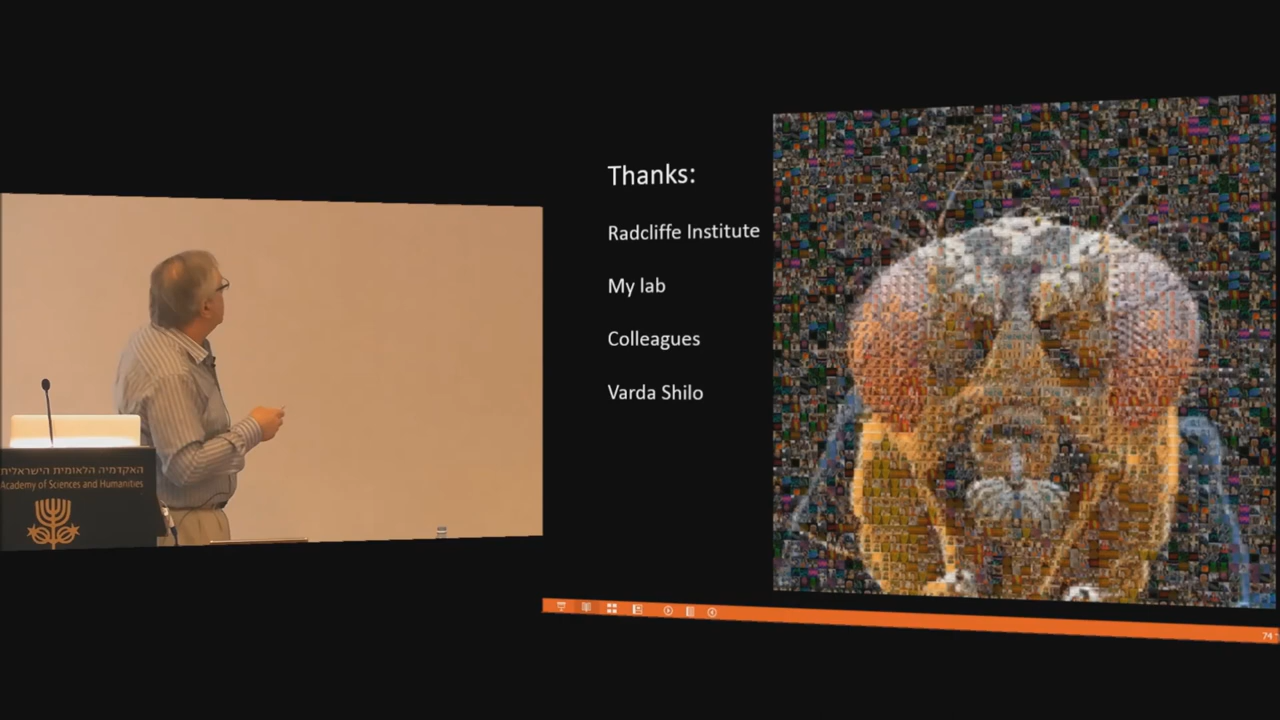 האקדמיה הלאומית הישראלית
Academy of Sciences and Humanities
Thanks:
Radcliffe Institute
My lab
Colleagues
Varda Shilo
74